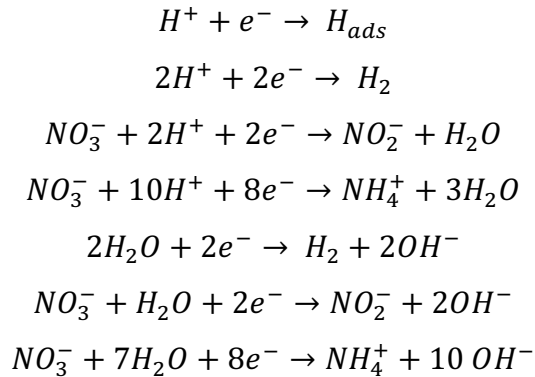 H⁺ + e⁻ → H_ads
2H⁺ + 2e⁻ → H₂
NO₃⁻ + 2H⁺ + 2e⁻ → NO₂⁻ + H₂O
NO₃⁻ + 10H⁺ + 8e⁻ → NH₄⁺ + 3H₂O
2H₂O + 2e⁻ → H₂ + 2OH⁻
NO₃⁻ + H₂O + 2e⁻ → NO₂⁻ + 2OH⁻
NO₃⁻ + 7H₂O + 8e⁻ → NH₄⁺ + 10 OH⁻